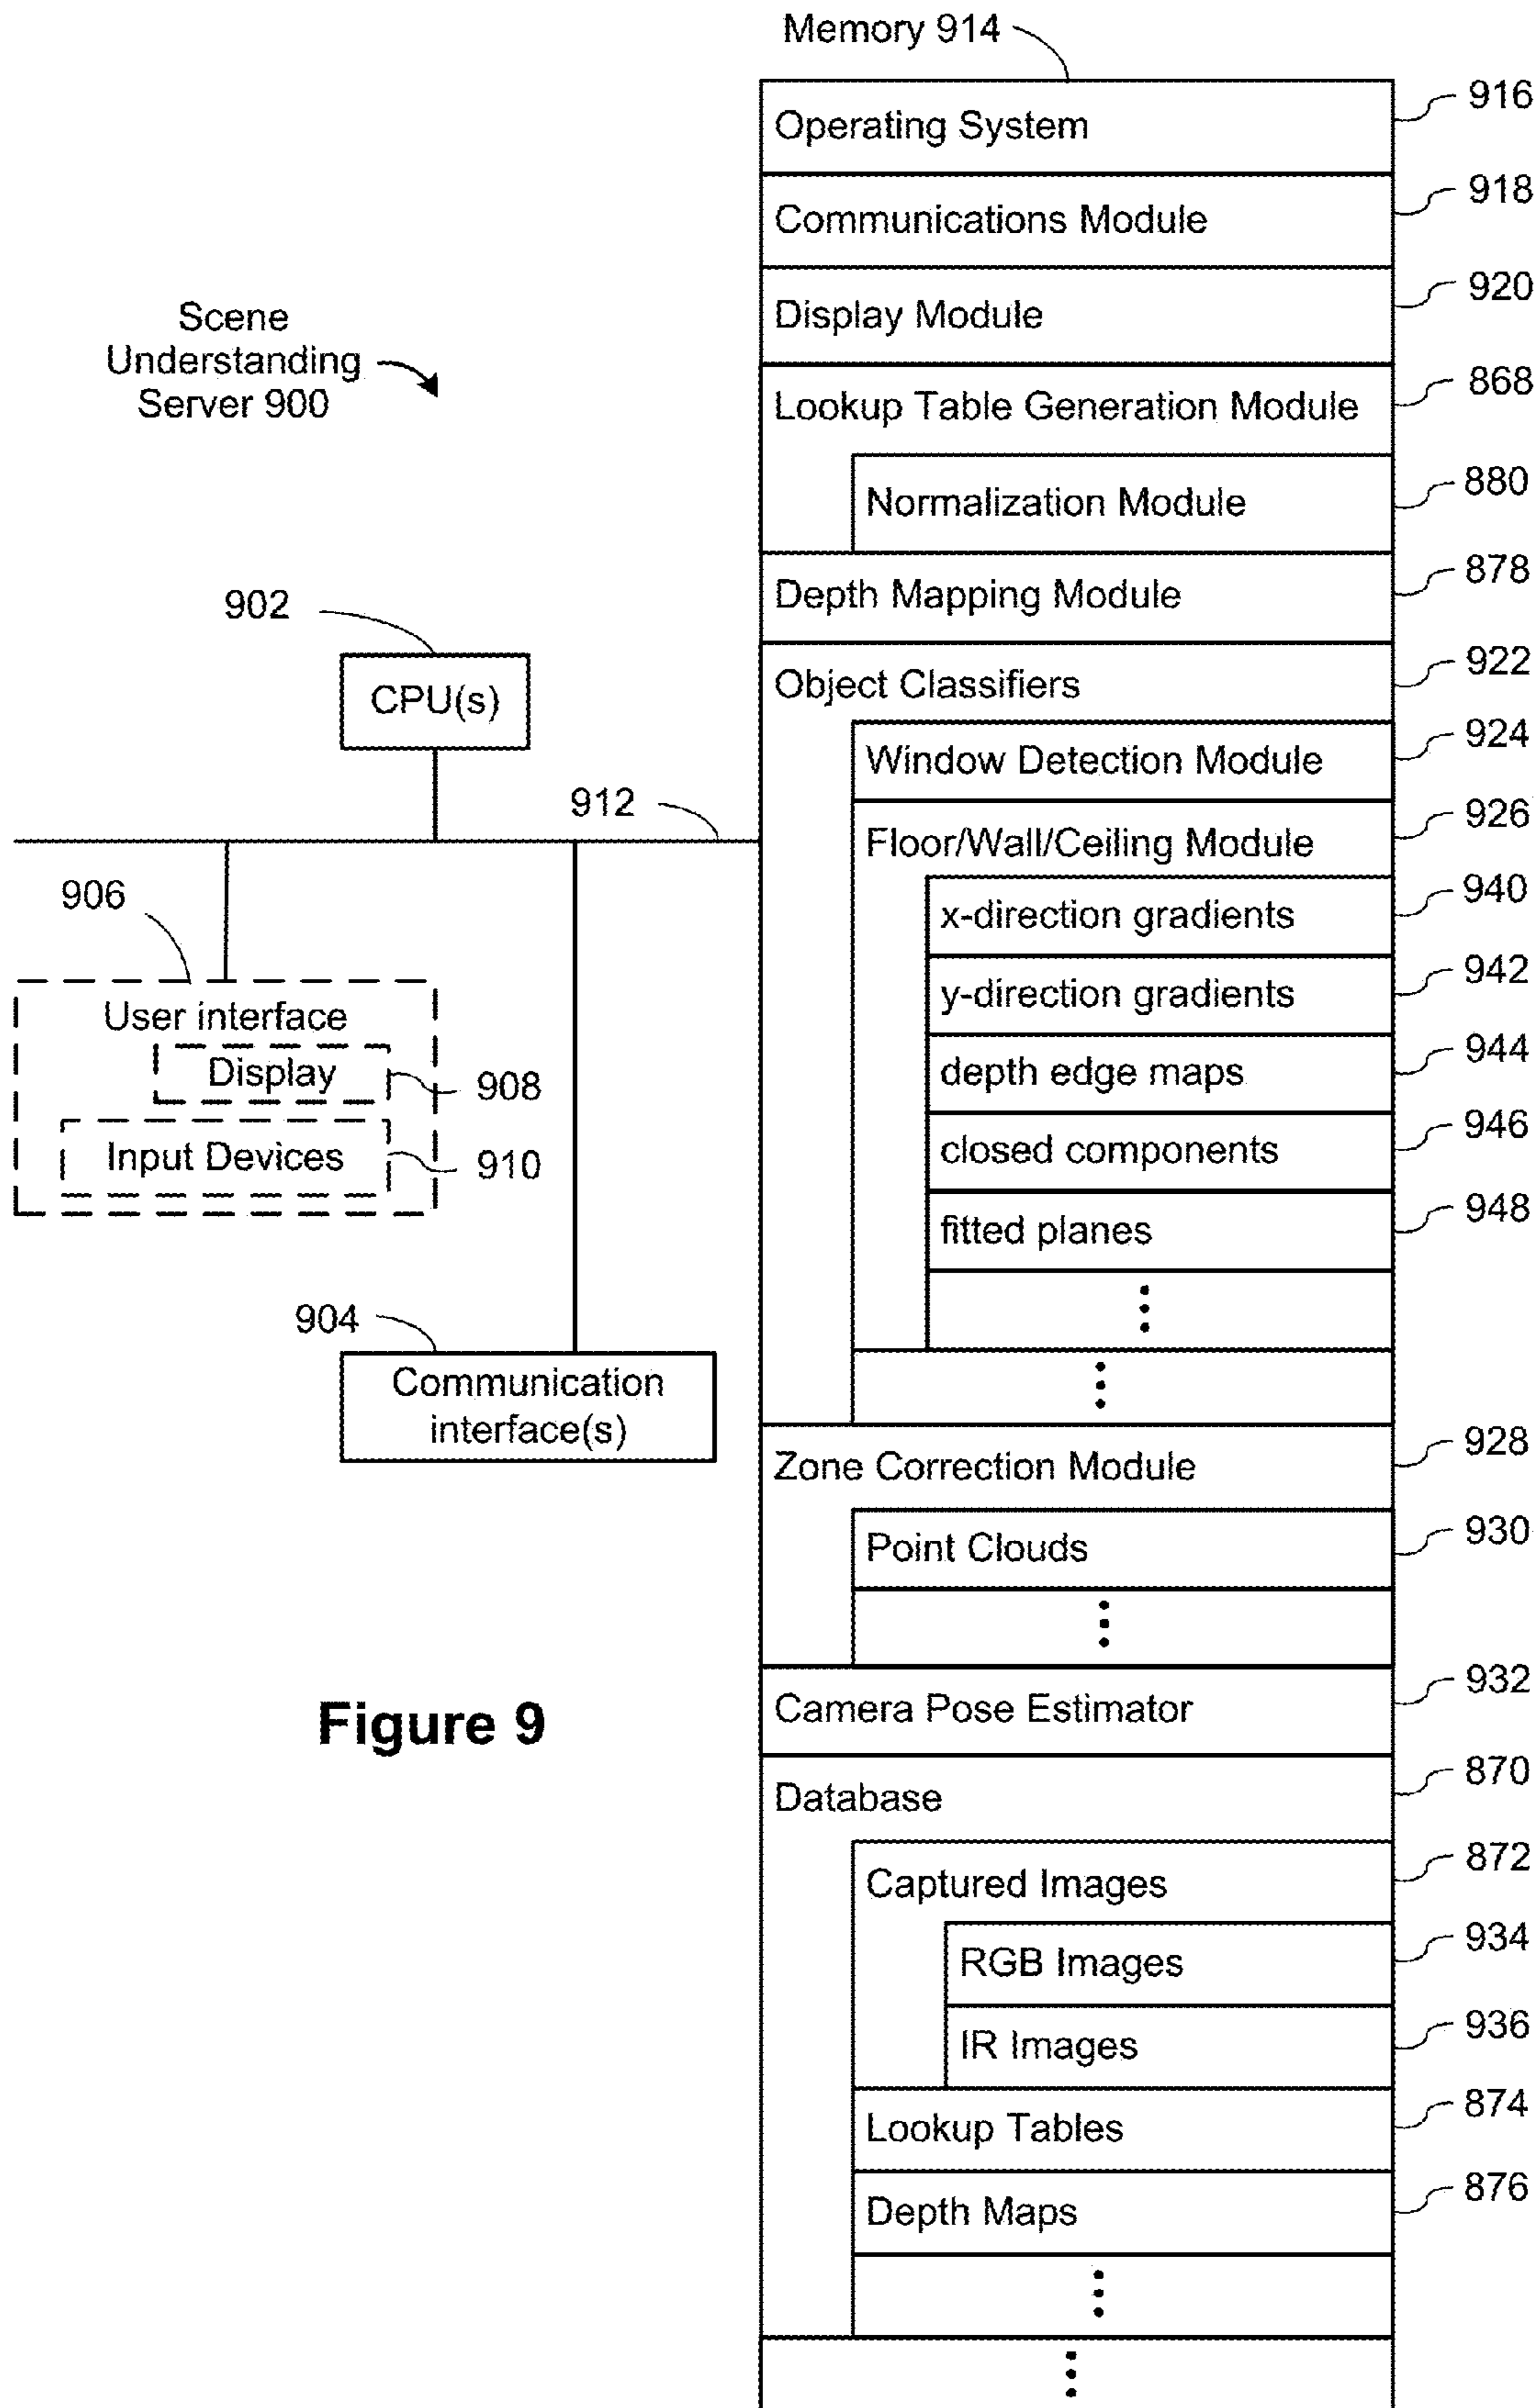 Memory 914
Operating System
916
Communications Module
918
Display Module
920
Scene
Understanding
Server 900
Lookup Table Generation Module
868
Normalization Module
880
Depth Mapping Module
878
902
CPU(s)
Object Classifiers
922
Window Detection Module
924
912
Floor/Wall/Ceiling Module
926
906
x-direction gradients
940
User interface
y-direction gradients
942
Display
908
depth edge maps
944
Input Devices
910
closed components
946
fitted planes
948
904
Communication
interface(s)
Zone Correction Module
928
Point Clouds
930
Figure 9
Camera Pose Estimator
932
Database
870
Captured Images
872
RGB Images
934
IR Images
936
Lookup Tables
874
Depth Maps
876